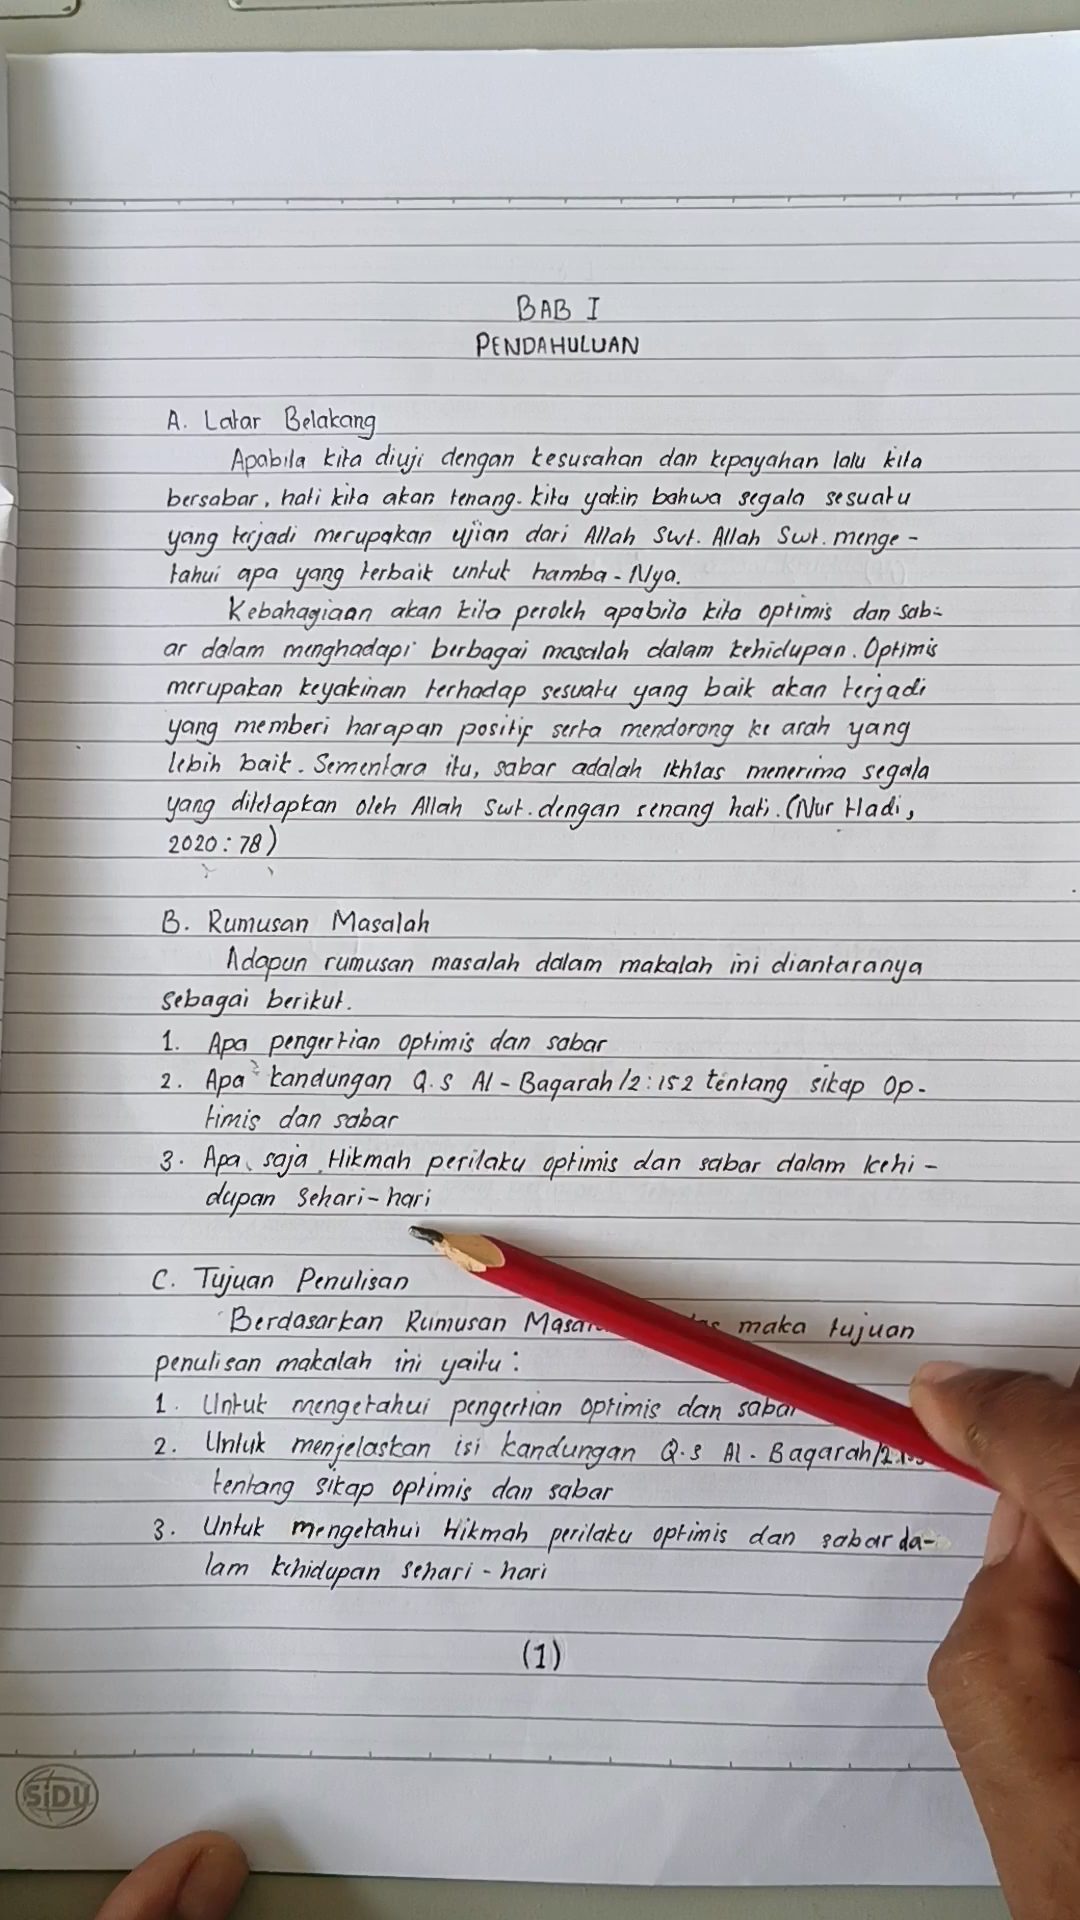 BAB I
PENDAHULUAN
A. Latar Belakang
Apabila kita diuji dengan kesusahan dan kepayahan lalu kita
bersabar, hati kita akan tenang. kita yakin bahwa segala sesuatu
yang terjadi merupakan ujian dari Allah Swt. Allah Swt. menge-
tahui apa yang terbaik untuk hamba-Nya.
Kebahagiaan akan kita peroleh apabila kita optimis dan sab-
ar dalam menghadapi berbagai masalah dalam kehidupan. Optimis
merupakan keyakinan terhadap sesuatu yang baik akan terjadi
yang memberi harapan positif serta mendorong ke arah yang
lebih baik. Sementara itu, sabar adalah ikhlas menerima segala
yang ditetapkan oleh Allah Swt. dengan senang hati. (Nur Hadi,
2020:78)
B. Rumusan Masalah
Adapun rumusan masalah dalam makalah ini diantaranya
sebagai berikut.
1. Apa pengertian optimis dan sabar
2. Apa kandungan Q.S Al-Baqarah/2:152 tentang sikap op-
timis dan sabar
3. Apa saja Hikmah perilaku optimis dan sabar dalam kehi-
dupan sehari-hari
C. Tujuan Penulisan
Berdasarkan Rumusan maka tujuan
penulisan makalah ini yaitu:
1. Untuk mengetahui pengertian optimis dan sabar
2. Untuk menjelaskan isi kandungan Q.S Al-Baqarah/2:
tentang sikap optimis dan sabar
3. Untuk mengetahui Hikmah perilaku optimis dan sabar da-
lam kehidupan sehari-hari
(1)
SiDU